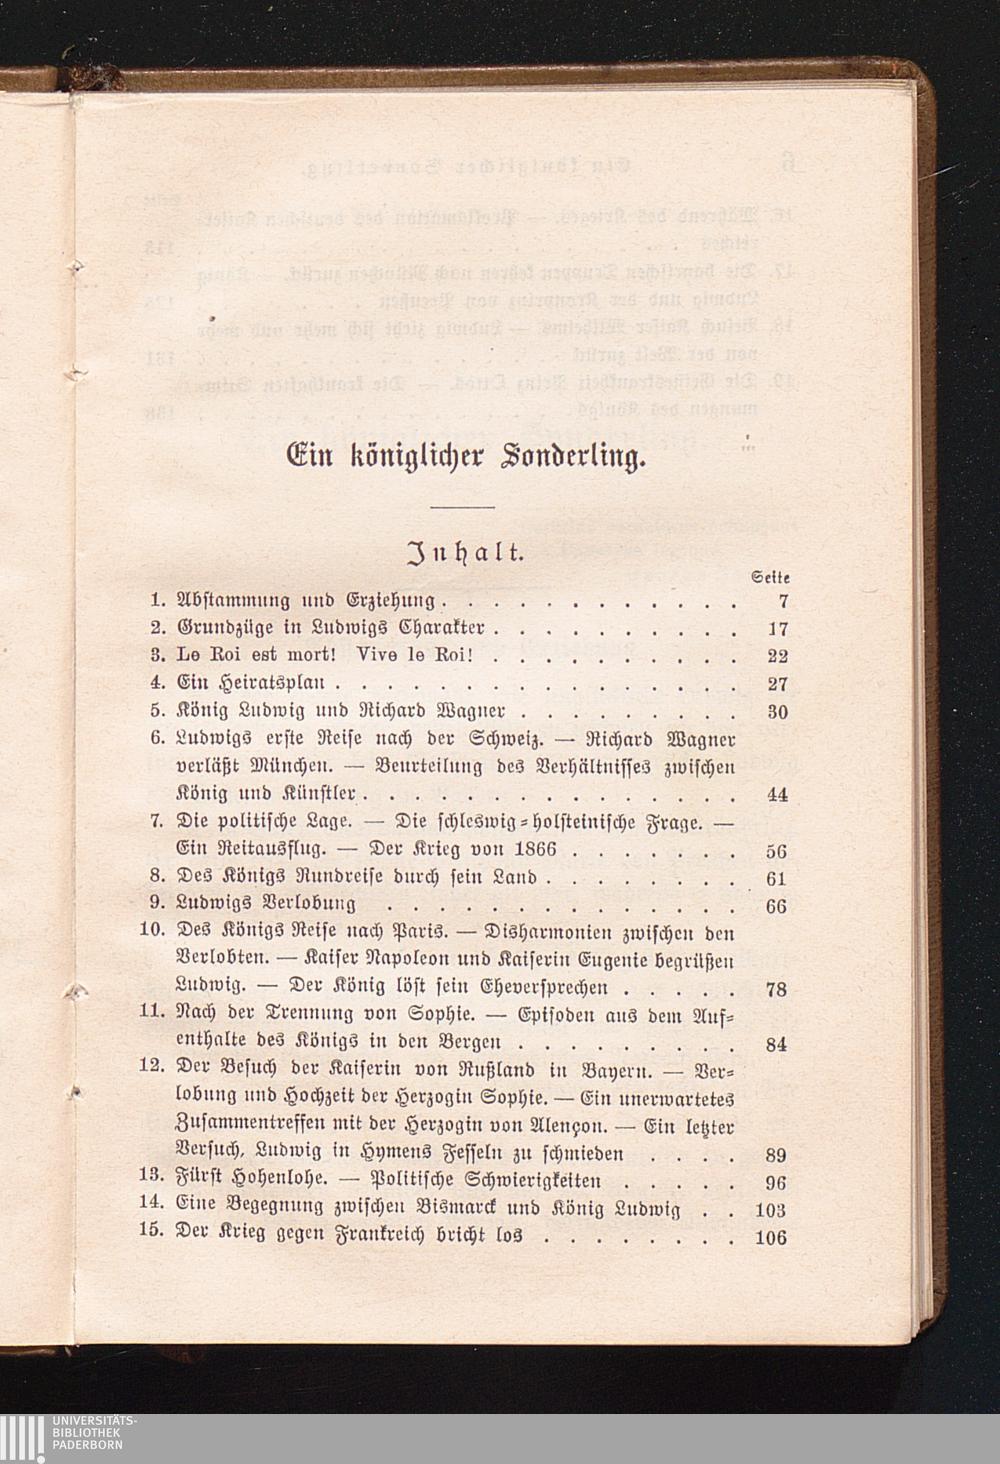 Ein königlicher Sonderling.
Inhalt.
Seite
1. Abstammung und Erziehung . . . . . . . . . . . . 7
2. Grundzüge in Ludwigs Charakter . . . . . . . . . . 17
3. Le Roi est mort! Vive le Roi! . . . . . . . . . . 22
4. Ein Heiratsplan . . . . . . . . . . . . . . . . 27
5. König Ludwig und Richard Wagner . . . . . . . . . 30
6. Ludwigs erste Reise nach der Schweiz. — Richard Wagner
verläßt München. — Beurteilung des Verhältnisses zwischen
König und Künstler . . . . . . . . . . . . . . . 44
7. Die politische Lage. — Die schleswig-holsteinische Frage. —
Ein Reitausflug. — Der Krieg von 1866 . . . . . . . 56
8. Des Königs Rundreise durch sein Land . . . . . . . . 61
9. Ludwigs Verlobung . . . . . . . . . . . . . . 66
10. Des Königs Reise nach Paris. — Disharmonien zwischen den
Verlobten. — Kaiser Napoleon und Kaiserin Eugenie begrüßen
Ludwig. — Der König löst sein Eheversprechen . . . . . 78
11. Nach der Trennung von Sophie. — Episoden aus dem Auf-
enthalte des Königs in den Bergen . . . . . . . . . 84
12. Der Besuch der Kaiserin von Rußland in Bayern. — Ver-
lobung und Hochzeit der Herzogin Sophie. — Ein unerwartetes
Zusammentreffen mit der Herzogin von Alençon. — Ein letzter
Versuch, Ludwig in Hymens Fesseln zu schmieden . . . . 89
13. Fürst Hohenlohe. — Politische Schwierigkeiten . . . . . 96
14. Eine Begegnung zwischen Bismarck und König Ludwig . . 103
15. Der Krieg gegen Frankreich bricht los . . . . . . . . 106
UNIVERSITÄTS-
BIBLIOTHEK
PADERBORN